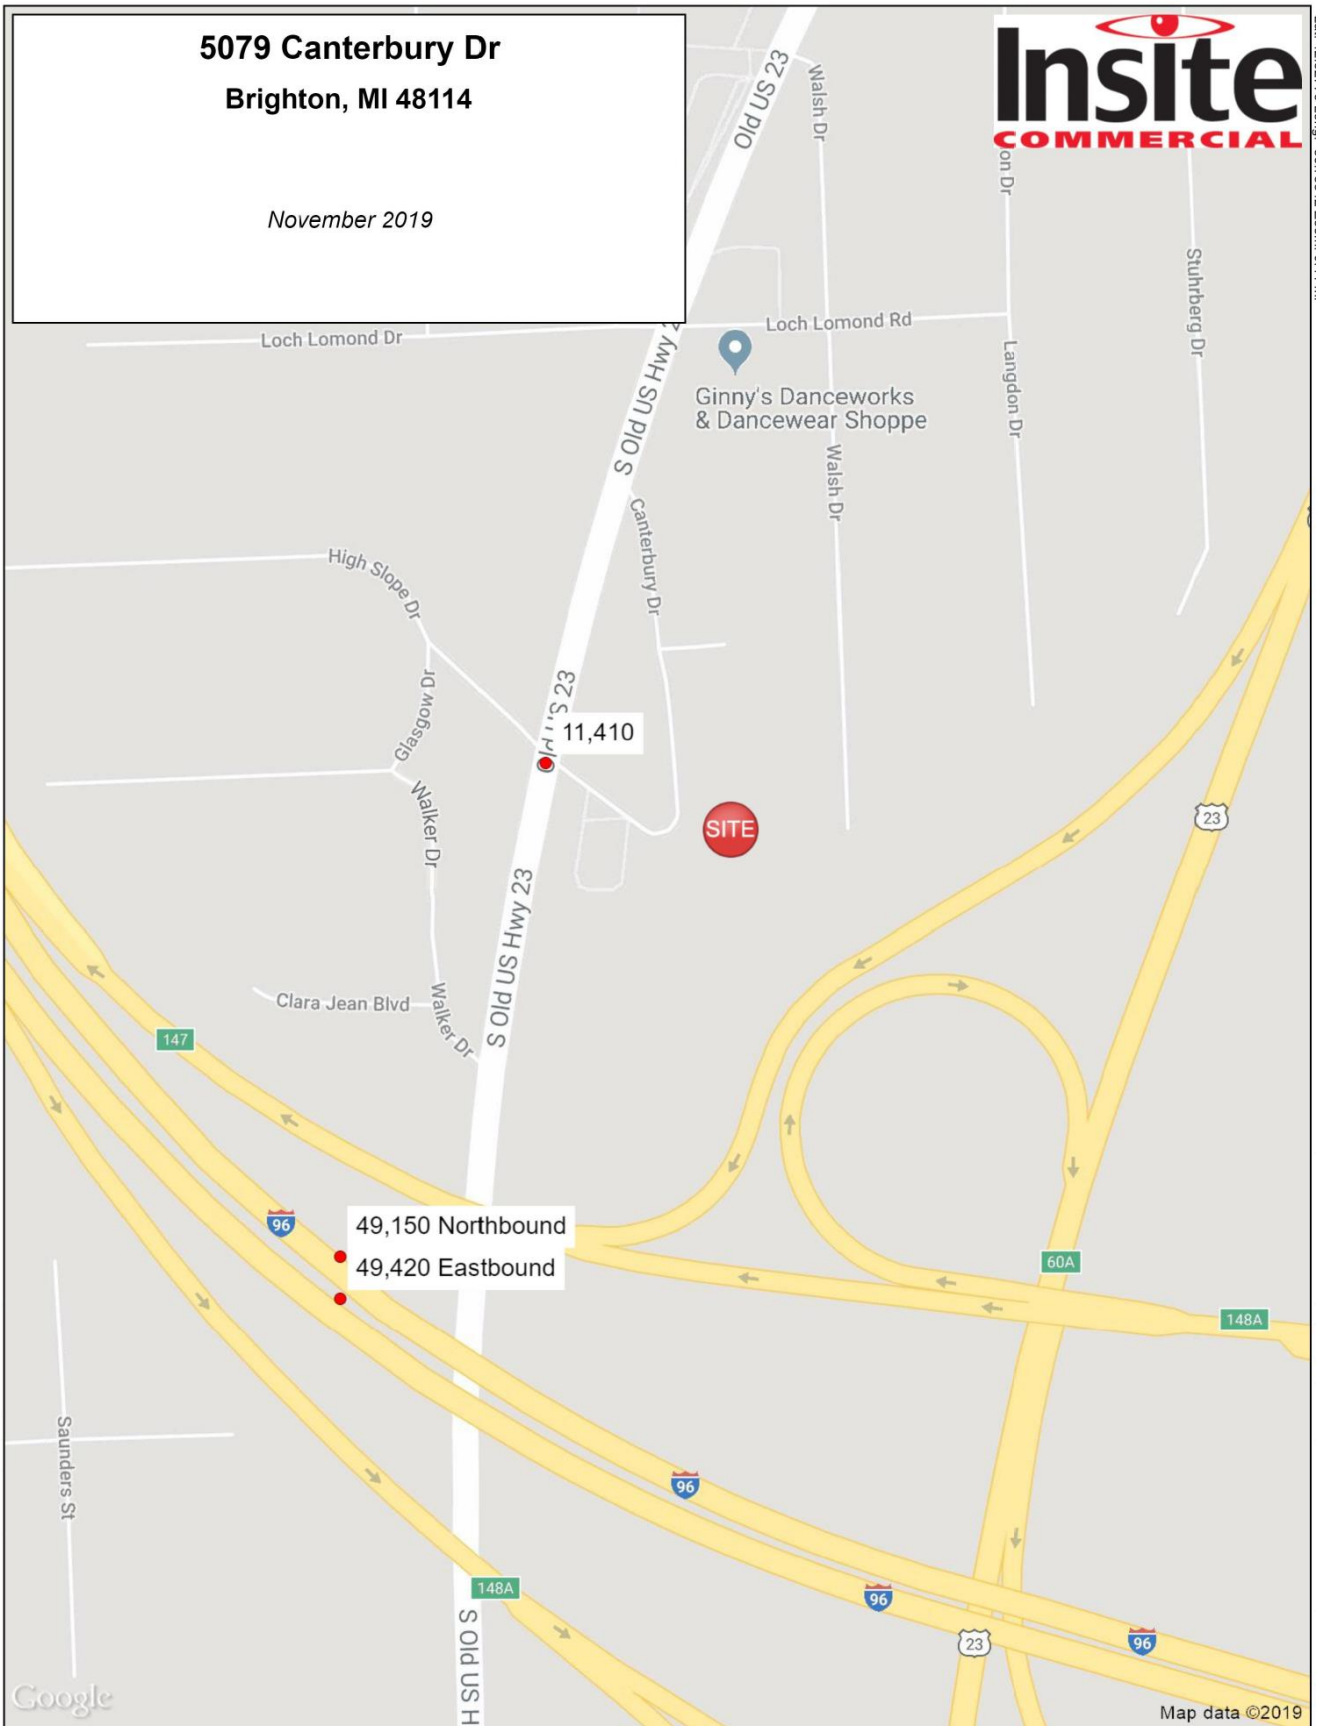 5079 Canterbury Dr
Brighton, MI 48114
November 2019
Insite
COMMERCIAL
Old US 23
Walsh Dr
on Dr
Stuhrberg Dr
Loch Lomond Dr
Loch Lomond Rd
S Old US Hwy 2
Ginny's Danceworks
& Dancewear Shoppe
Langdon Dr
Walsh Dr
Canterbury Dr
High Slope Dr
Glasgow Dr
S 23
11,410
Walker Dr
SITE
23
S Old US Hwy 23
Clara Jean Blvd
Walker Dr
147
96
49,150 Northbound
49,420 Eastbound
60A
148A
Saunders St
96
148A
96
S Old US H
23
96
Google
Map data ©2019